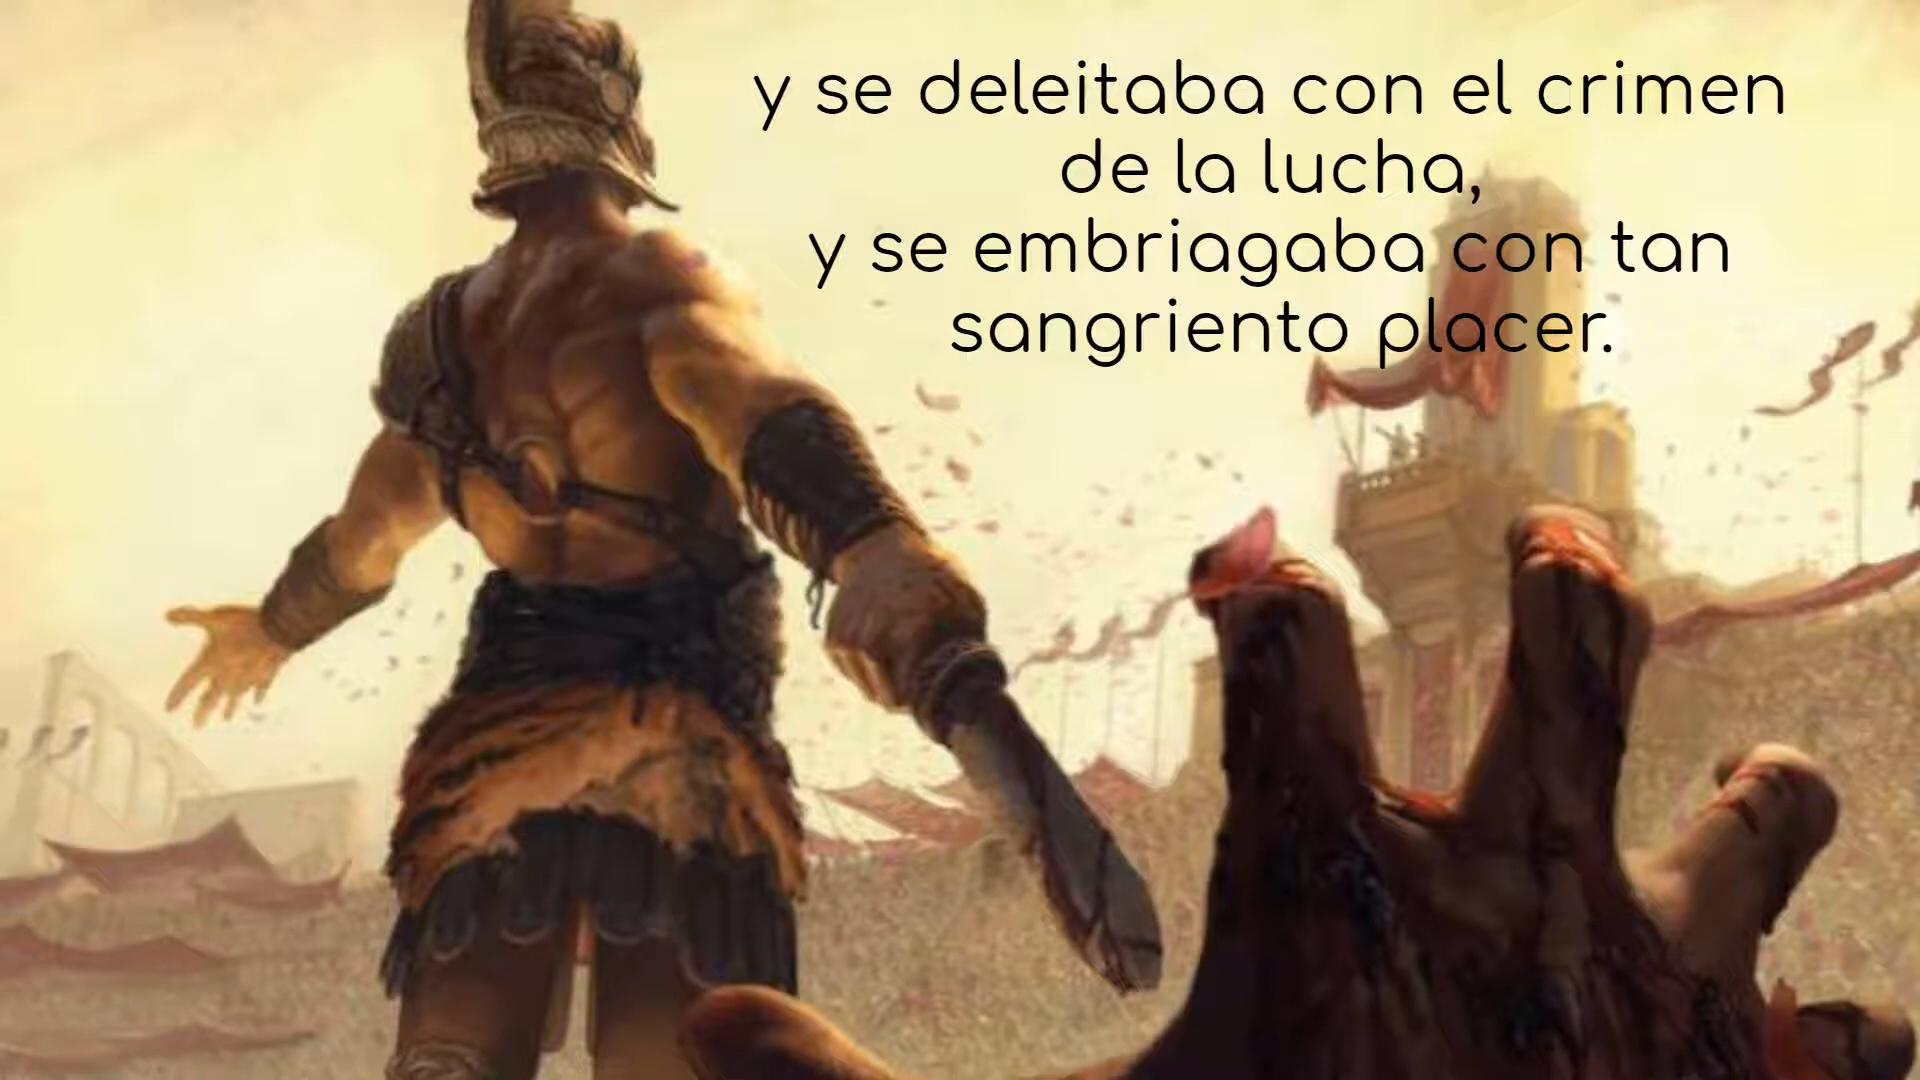 y se deleitaba con el crimen
de la lucha,
y se embriagaba con tan
sangriento placer.